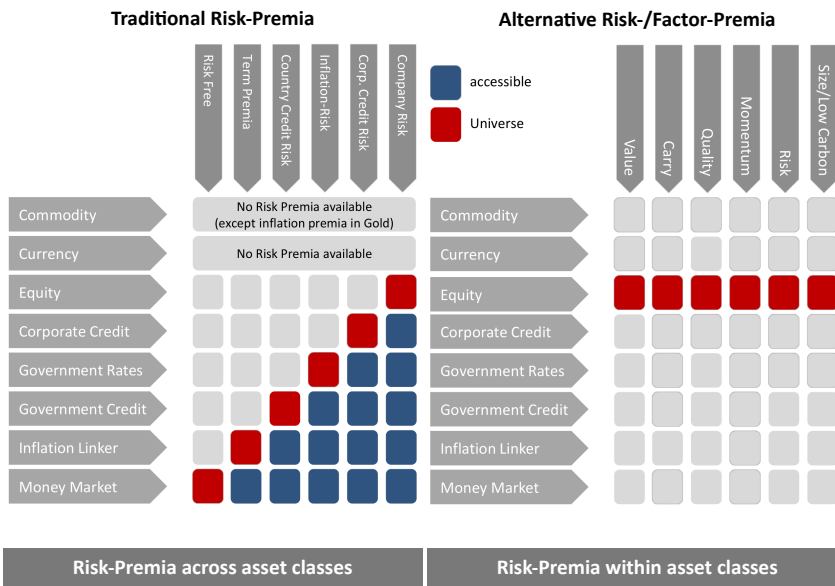 Traditional Risk-Premia
Alternative Risk-/Factor-Premia
Risk Free
Term Premia
Country Credit Risk
Inflation-Risk
Corp. Credit Risk
Company Risk
accessible
Universe
Value
Carry
Quality
Momentum
Risk
Size/Low Carbon
Commodity
No Risk Premia available
(except inflation premia in Gold)
Currency
No Risk Premia available
Equity
Corporate Credit
Government Rates
Government Credit
Inflation Linker
Money Market
Commodity
Currency
Equity
Corporate Credit
Government Rates
Government Credit
Inflation Linker
Money Market
Risk-Premia across asset classes
Risk-Premia within asset classes